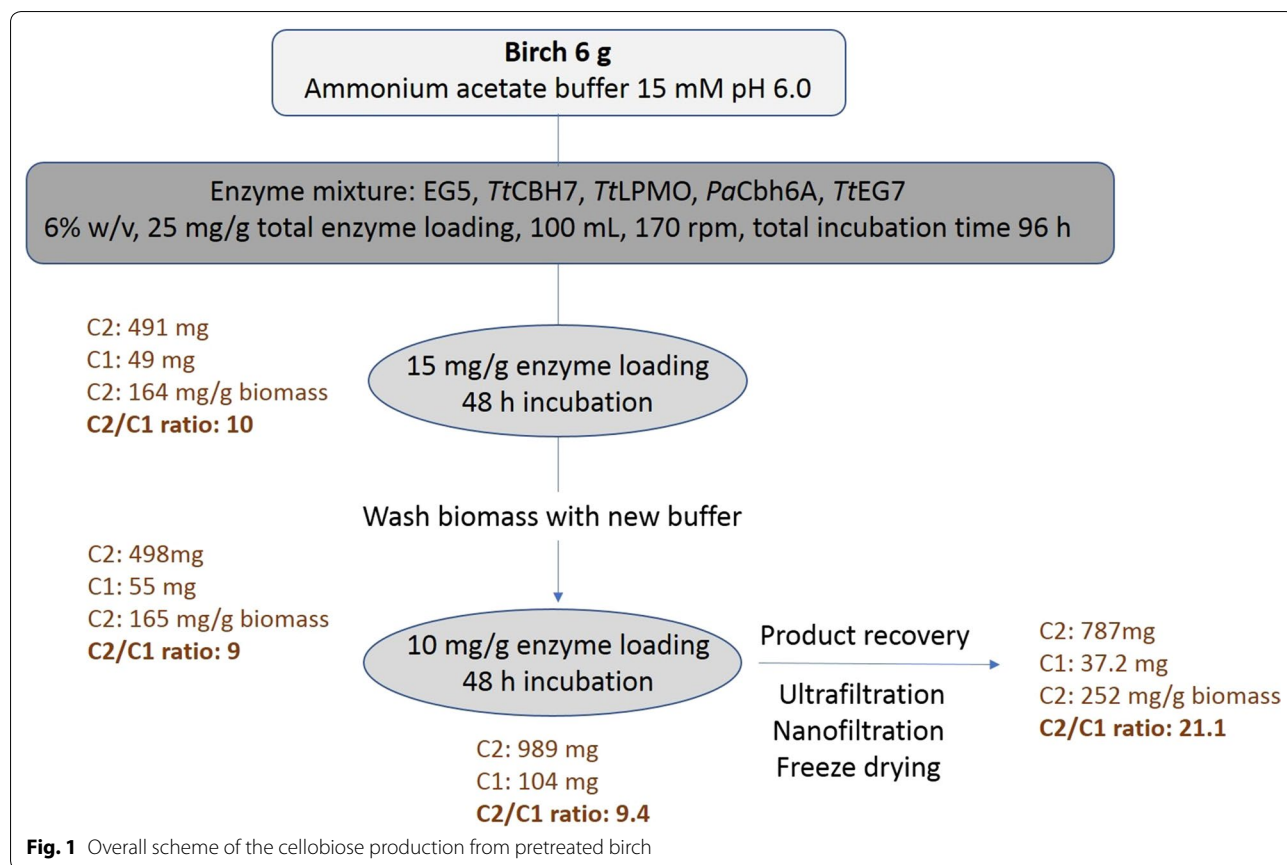 Birch 6 g
Ammonium acetate buffer 15 mM pH 6.0
Enzyme mixture: EG5, TtCBH7, TtLPMO, PaCbh6A, TtEG7
6% w/v, 25 mg/g total enzyme loading, 100 mL, 170 rpm, total incubation time 96 h
C2: 491 mg
C1: 49 mg
C2: 164 mg/g biomass
C2/C1 ratio: 10
15 mg/g enzyme loading
48 h incubation
Wash biomass with new buffer
C2: 498mg
C1: 55 mg
C2: 165 mg/g biomass
C2/C1 ratio: 9
10 mg/g enzyme loading
48 h incubation
Product recovery
Ultrafiltration
Nanofiltration
Freeze drying
C2: 787mg
C1: 37.2 mg
C2: 252 mg/g biomass
C2/C1 ratio: 21.1
C2: 989 mg
C1: 104 mg
C2/C1 ratio: 9.4
Fig. 1 Overall scheme of the cellobiose production from pretreated birch